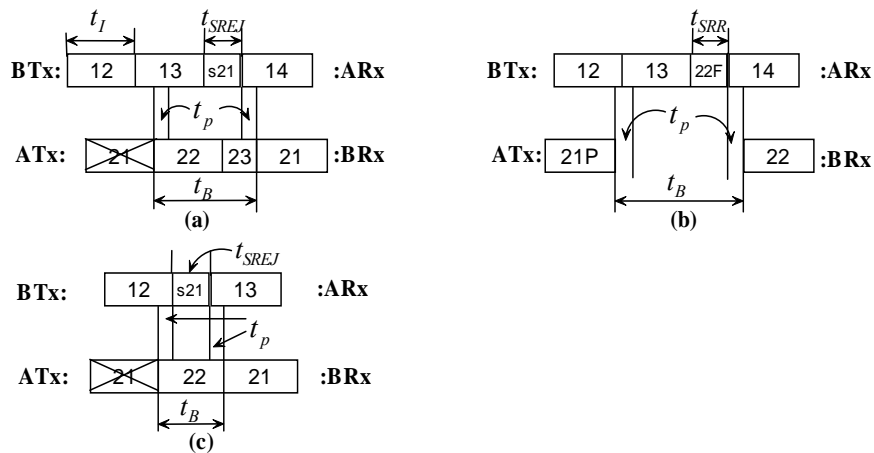 t_I t_SREJ
BTx: 12 13 s21 14 :ARx
t_p
ATx: 21 22 23 21 :BRx
t_B
(a)
t_SRR
BTx: 12 13 22F 14 :ARx
t_p
ATx: 21P 22 :BRx
t_B
(b)
t_SREJ
BTx: 12 s21 13 :ARx
t_p
ATx: 21 22 21 :BRx
t_B
(c)